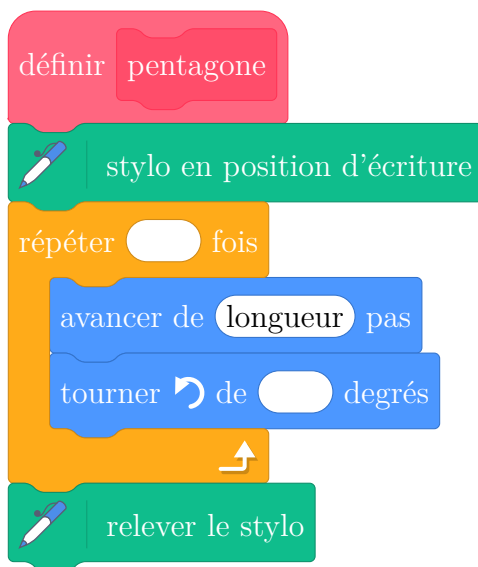 définir pentagone
stylo en position d'écriture
répéter fois
avancer de longueur pas
tourner de degrés
relever le stylo